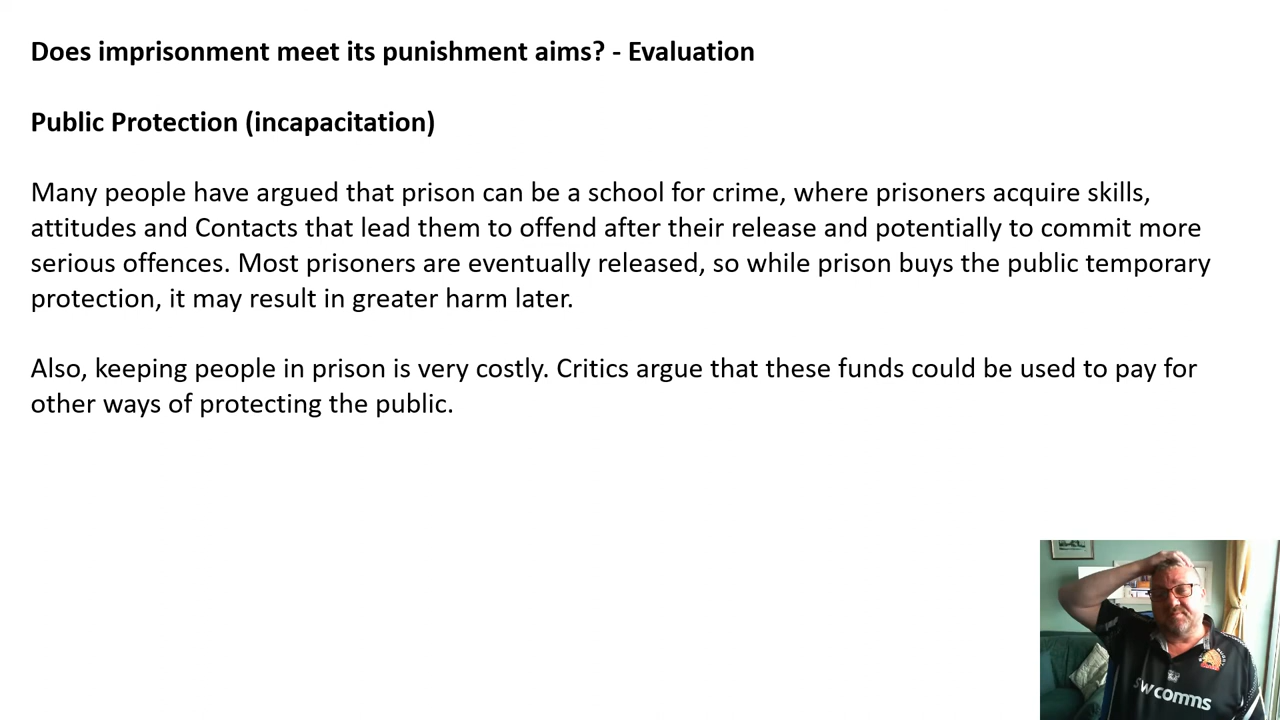 Does imprisonment meet its punishment aims? - Evaluation
Public Protection (incapacitation)
Many people have argued that prison can be a school for crime, where prisoners acquire skills,
attitudes and Contacts that lead them to offend after their release and potentially to commit more
serious offences. Most prisoners are eventually released, so while prison buys the public temporary
protection, it may result in greater harm later.
Also, keeping people in prison is very costly. Critics argue that these funds could be used to pay for
other ways of protecting the public.
SW comms